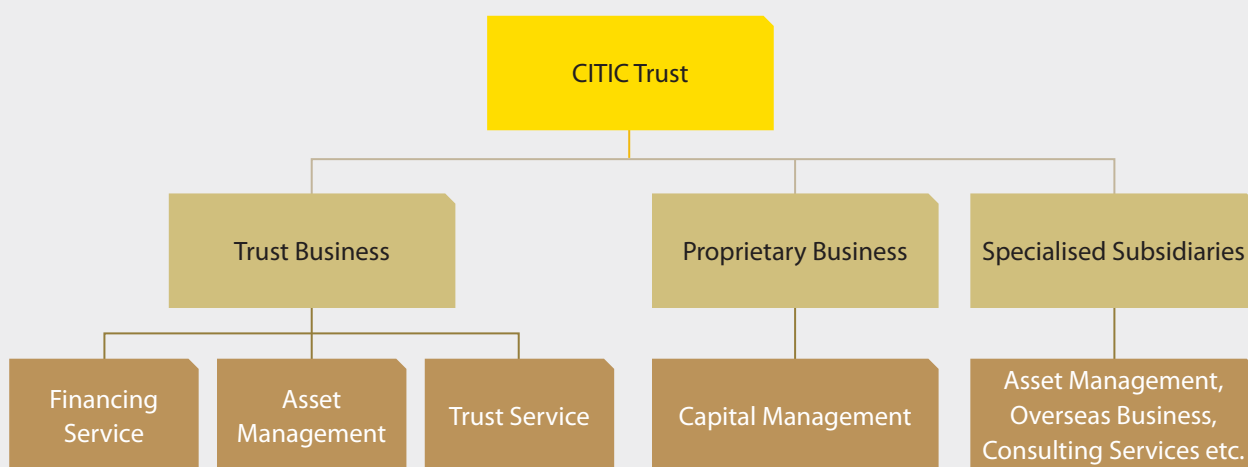 CITIC Trust
Trust Business
Proprietary Business
Specialised Subsidiaries
Financing
Service
Asset
Management
Trust Service
Capital Management
Asset Management,
Overseas Business,
Consulting Services etc.